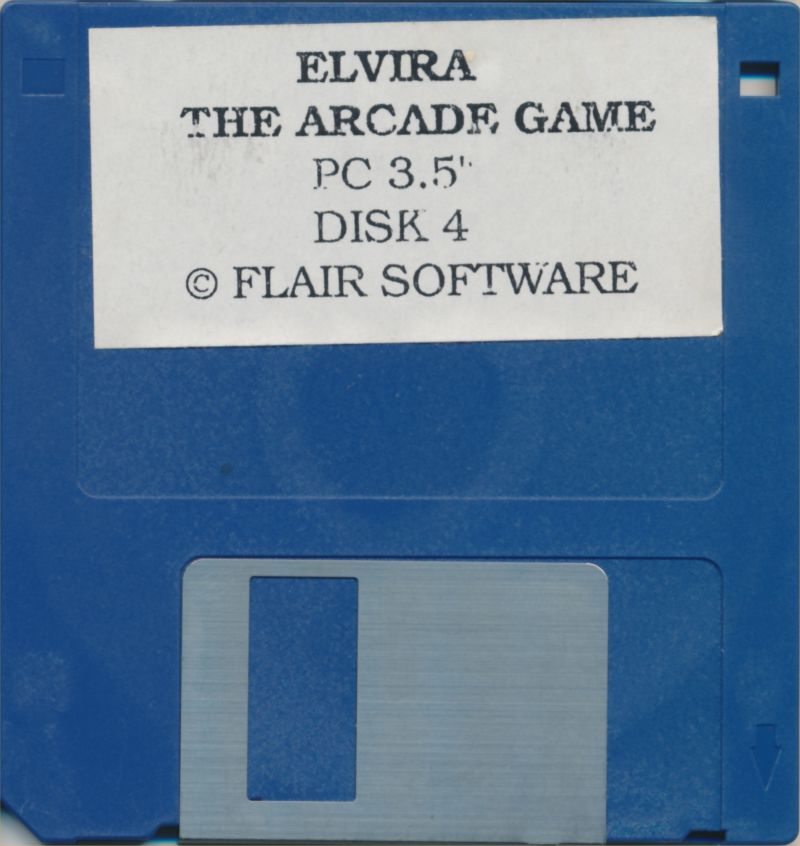 ELVIRA
THE ARCADE GAME
PC 3.5"
DISK 4
© FLAIR SOFTWARE